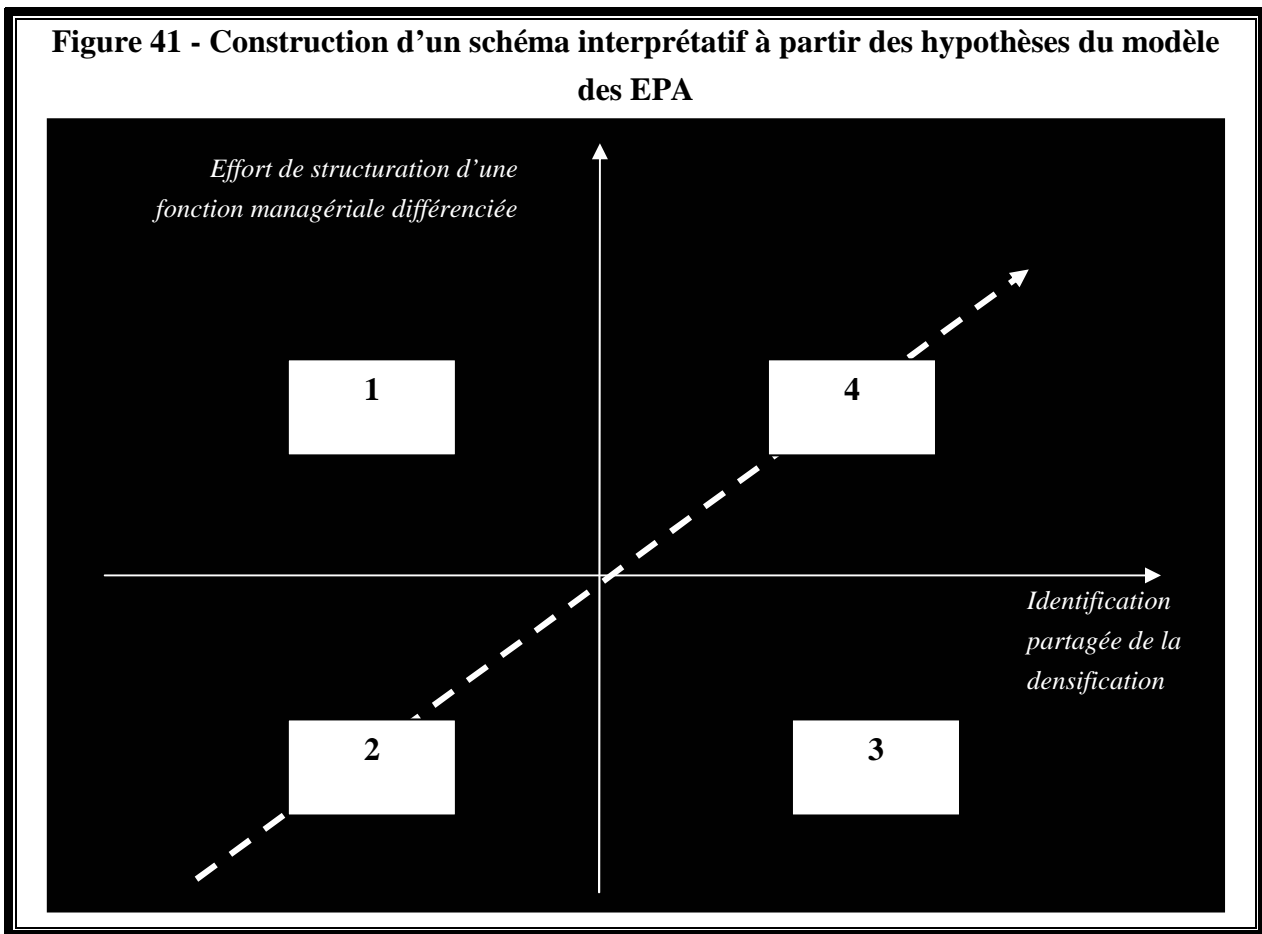 Figure 41 - Construction d’un schéma interprétatif à partir des hypothèses du modèle
des EPA
Effort de structuration d’une
fonction managériale différenciée
1
4
Identification
partagée de la
densification
2
3